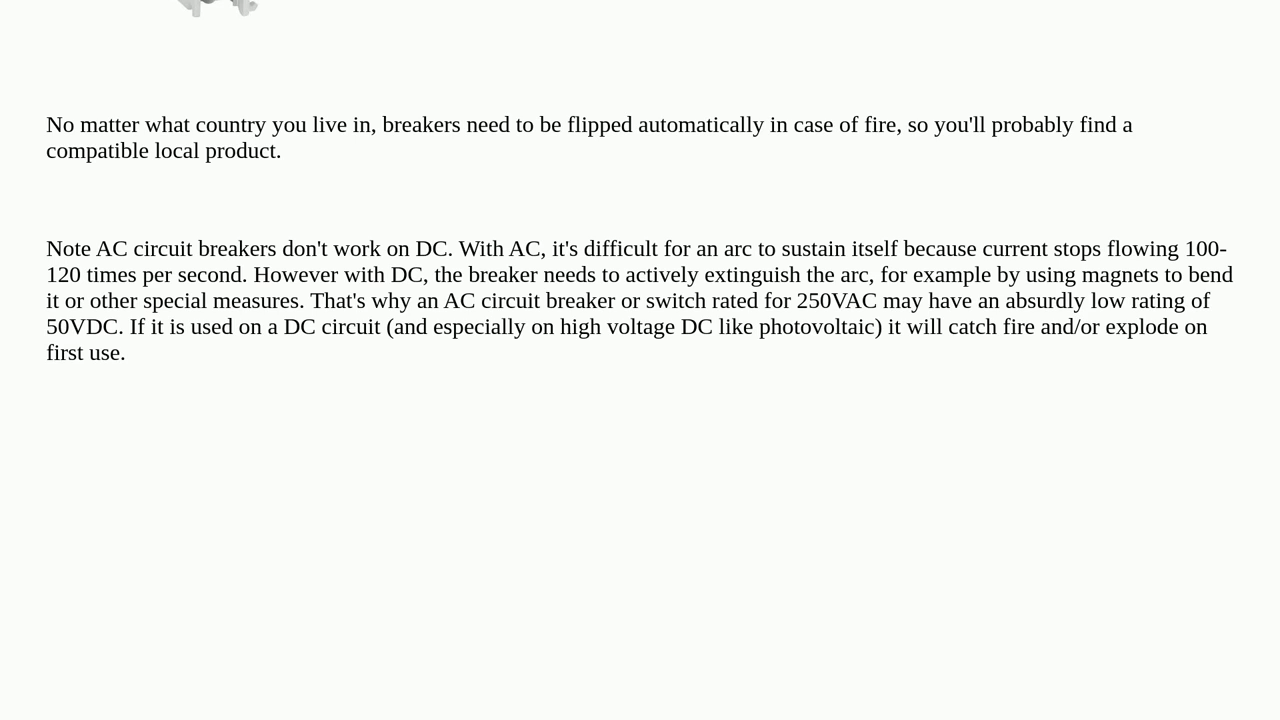 No matter what country you live in, breakers need to be flipped automatically in case of fire, so you'll probably find a
compatible local product.
Note AC circuit breakers don't work on DC. With AC, it's difficult for an arc to sustain itself because current stops flowing 100-
120 times per second. However with DC, the breaker needs to actively extinguish the arc, for example by using magnets to bend
it or other special measures. That's why an AC circuit breaker or switch rated for 250VAC may have an absurdly low rating of
50VDC. If it is used on a DC circuit (and especially on high voltage DC like photovoltaic) it will catch fire and/or explode on
first use.